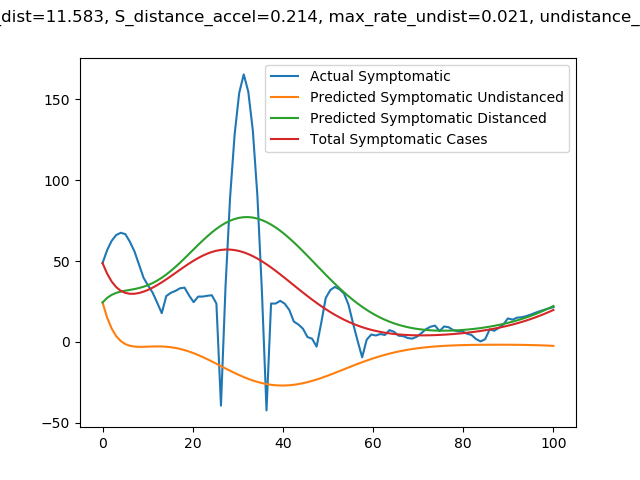 _dist=11.583, S_distance_accel=0.214, max_rate_undist=0.021, undistance_
Actual Symptomatic
Predicted Symptomatic Undistanced
Predicted Symptomatic Distanced
Total Symptomatic Cases
150
100
50
0
−50
0 20 40 60 80 100